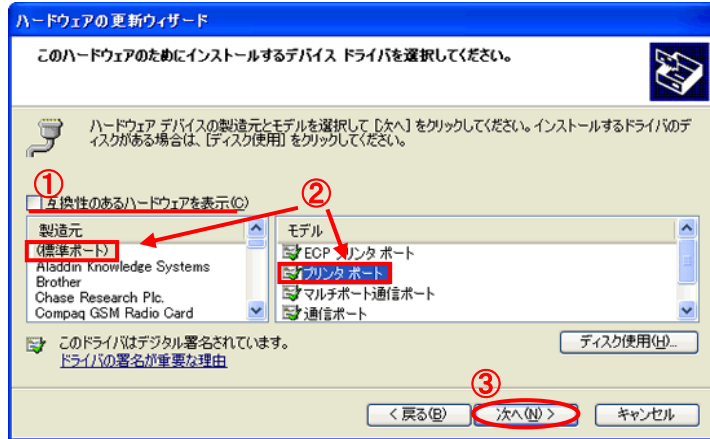 ハードウェアの更新ウィザード
このハードウェアのためにインストールするデバイス ドライバを選択してください。
ハードウェア デバイスの製造元とモデルを選択して [次へ] をクリックしてください。インストールするドライバのデ
ィスクがある場合は、[ディスク使用] をクリックしてください。
①
互換性のあるハードウェアを表示(C)
②
製造元
(標準ポート)
Aladdin Knowledge Systems
Brother
Chase Research Plc.
Compaq GSM Radio Card
モデル
ECP プリンタ ポート
プリンタ ポート
マルチポート通信ポート
通信ポート
このドライバはデジタル署名されています。
ドライバの署名が重要な理由
ディスク使用(H)...
③
< 戻る(B)
次へ(N) >
キャンセル